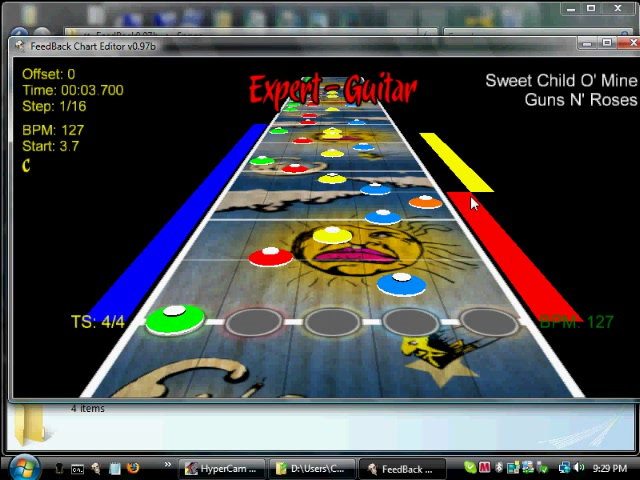 FeedBack Chart Editor v0.97b
Offset: 0
Time: 00:03.700
Step: 1/16
BPM: 127
Start: 3.7
C
Expert - Guitar
Sweet Child O' Mine
Guns N' Roses
TS: 4/4
BPM: 127
4 items
HyperCam ...
D:\Users\C...
FeedBack ...
9:29 PM